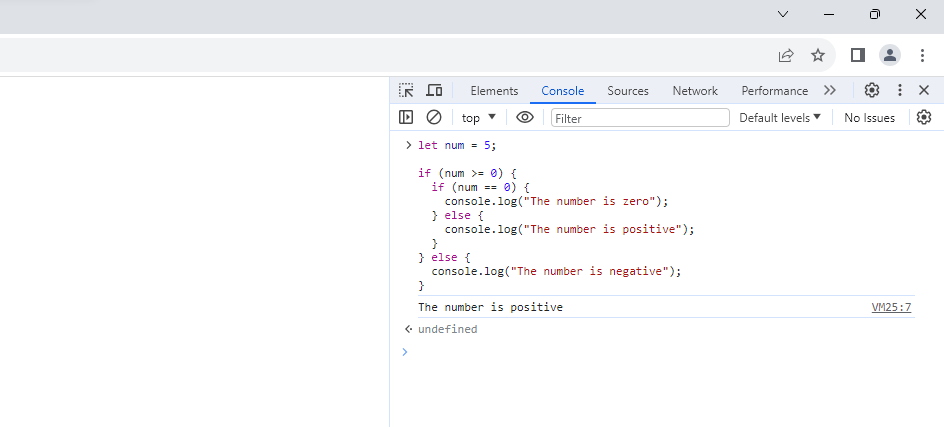 Elements Console Sources Network Performance
top Filter Default levels No Issues
let num = 5;
if (num >= 0) {
if (num == 0) {
console.log("The number is zero");
} else {
console.log("The number is positive");
}
} else {
console.log("The number is negative");
}
The number is positive VM25:7
undefined